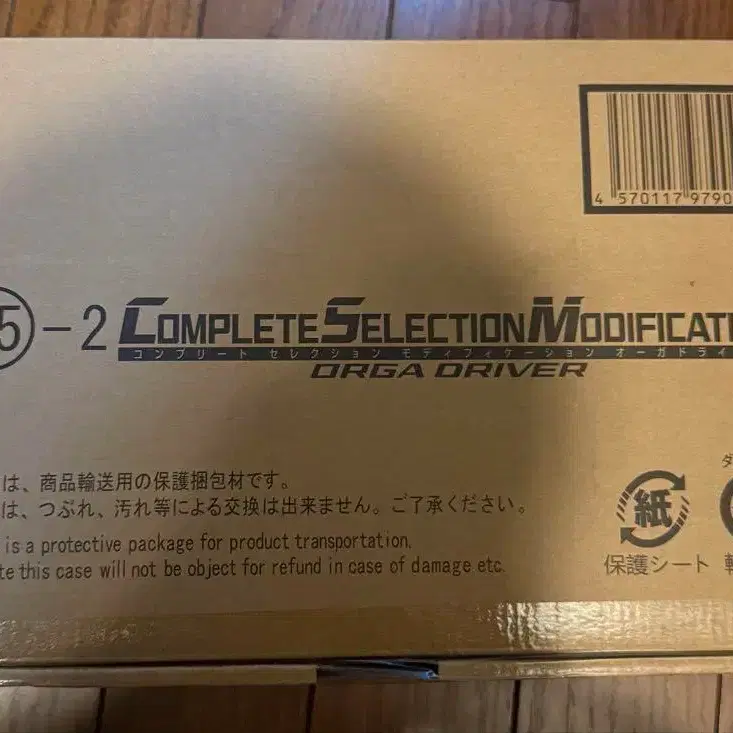 4 570117 9790
5-2 COMPLETE SELECTION MODIFICAT
コンプリート セレクション モディフィケーション オーガドライ
ORGA DRIVER
は、商品輸送用の保護梱包材です。
は、つぶれ、汚れ等による交換は出来ません。ご了承ください。
is a protective package for product transportation.
te this case will not be object for refund in case of damage etc.
紙
保護シート
ダ